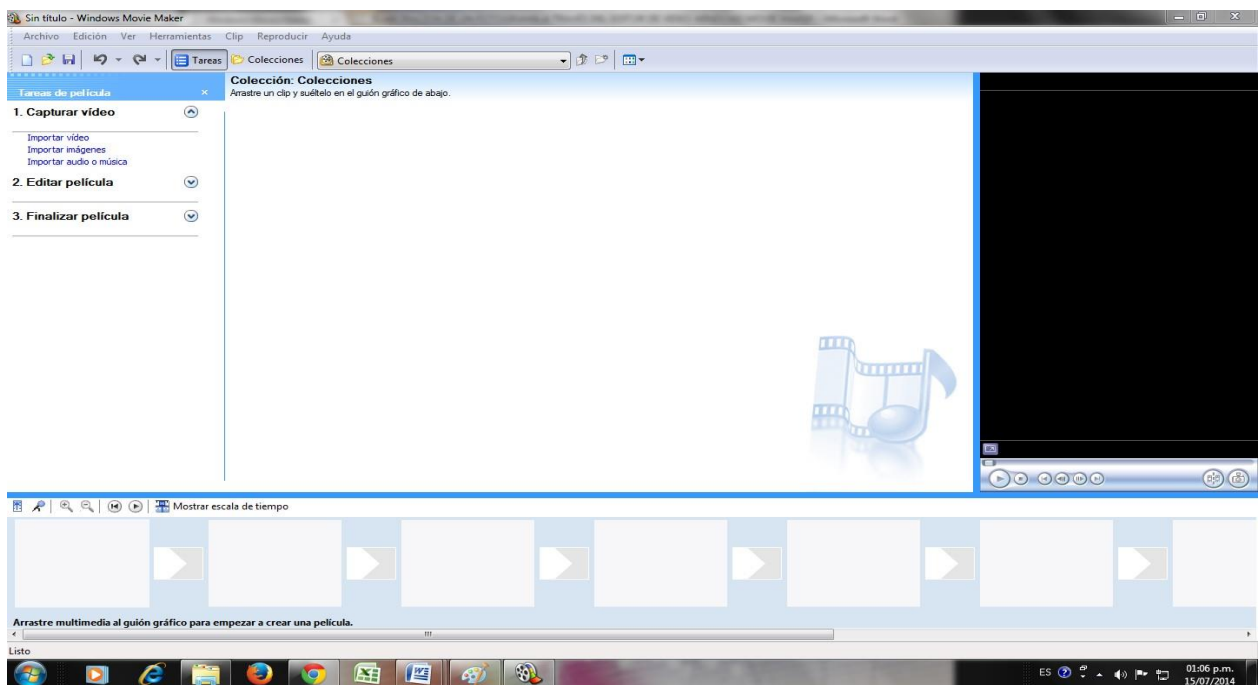 Sin título - Windows Movie Maker
Archivo Edición Ver Herramientas Clip Reproducir Ayuda
Tareas Colecciones Colecciones
Tareas de película
Colección: Colecciones
Arrastre un clip y suéltelo en el guión gráfico de abajo.
1. Capturar vídeo
Importar vídeo
Importar imágenes
Importar audio o música
2. Editar película
3. Finalizar película
Mostrar escala de tiempo
Arrastre multimedia al guión gráfico para empezar a crear una película.
Listo
ES
01:06 p.m.
15/07/2014